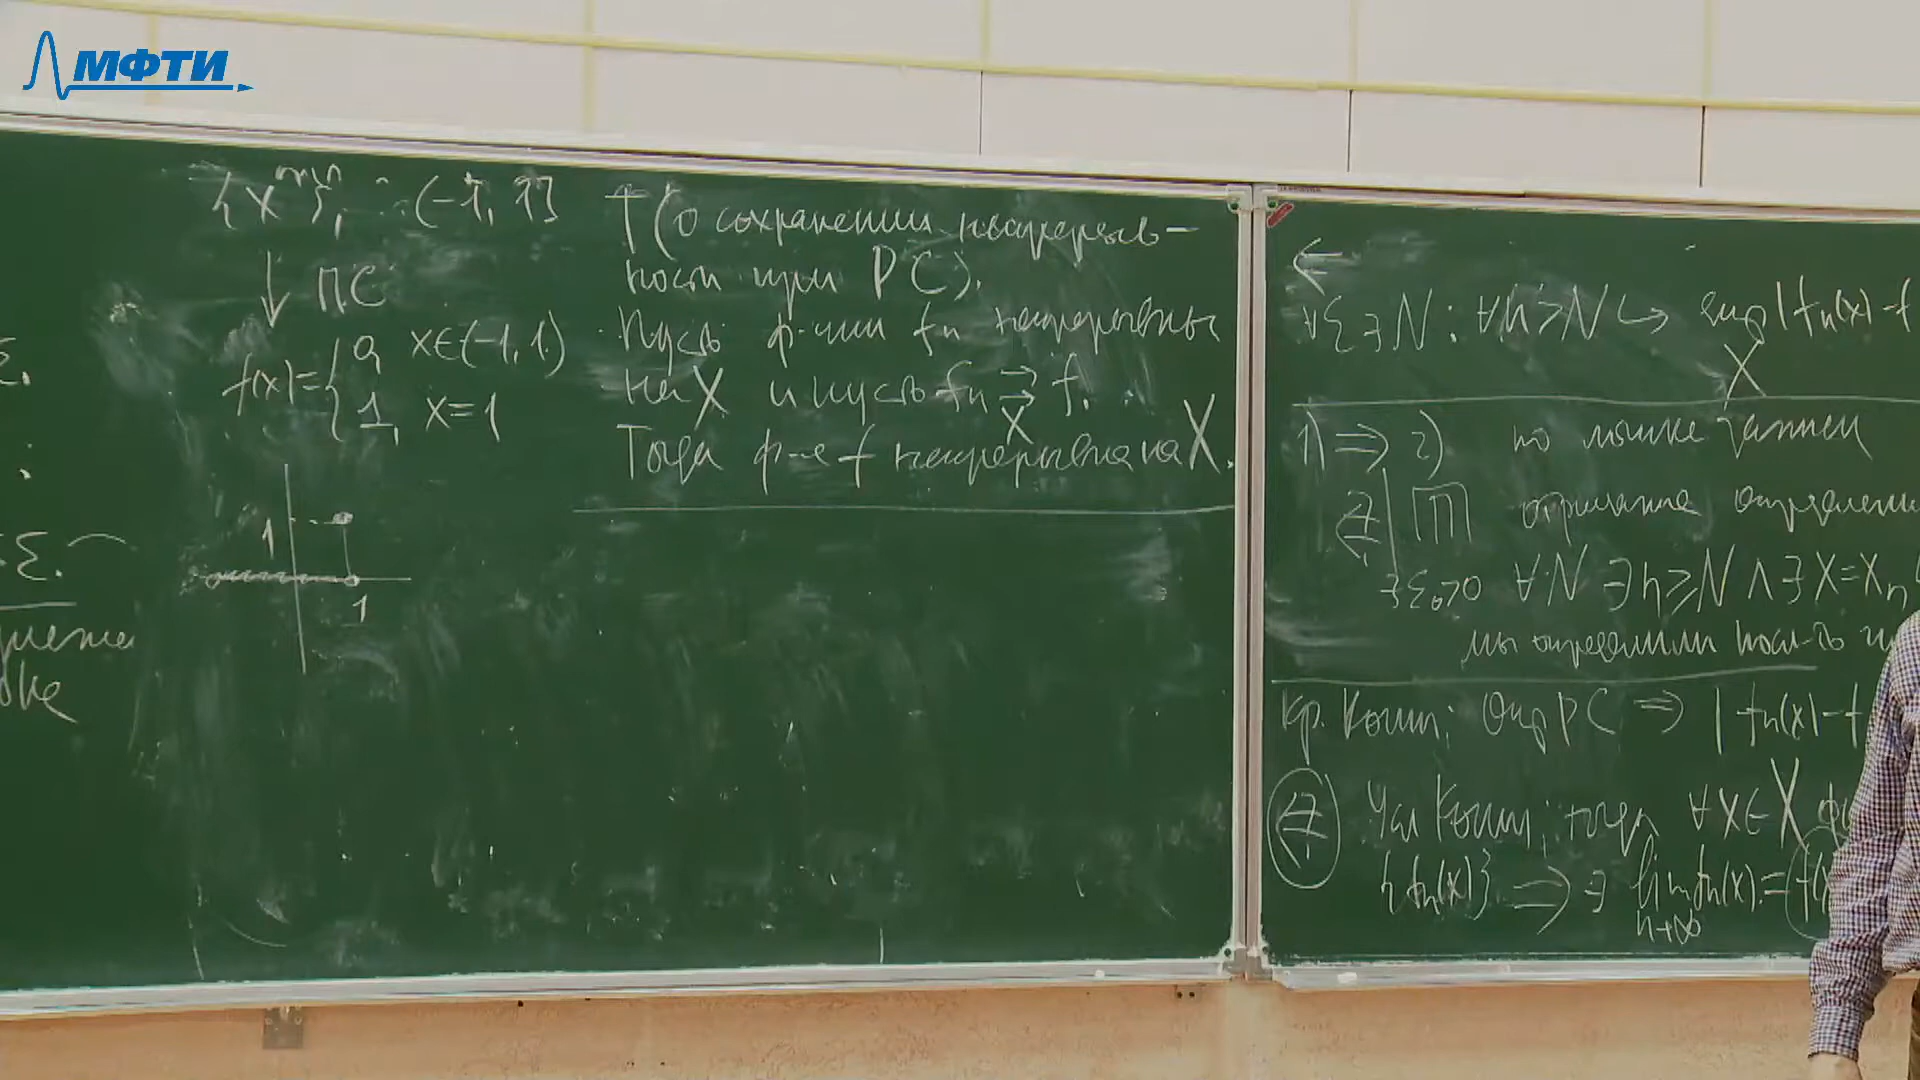 МФТИ
{xⁿ}, (-1, 1]
↓ ПС
f(x)={0, x∈(-1,1)
1, x=1
1
1
Т (о сохранении непрерыв-
ности при РС).
Пусть ф-ции fn непрерывны
на X и пусть fn ⇉ f.
X
Тогда ф-я f непрерывна на X.
ε.
ε.
←
∀ε ∃N: ∀n≥N ↪ sup|fn(x)-f
X
1) ⇒ 2) по
⇐ П отрицание определения
∃ε₀>0 ∀N ∃n≥N ∧ ∃x=xn
мы определили посл-ть
Кр. Коши: Опр РС ⇒ |fn(x)-f
⇐ Усл Коши; тогда ∀x∈X
{fn(x)} ⇒ ∃ lim fn(x).=f(x
n→∞